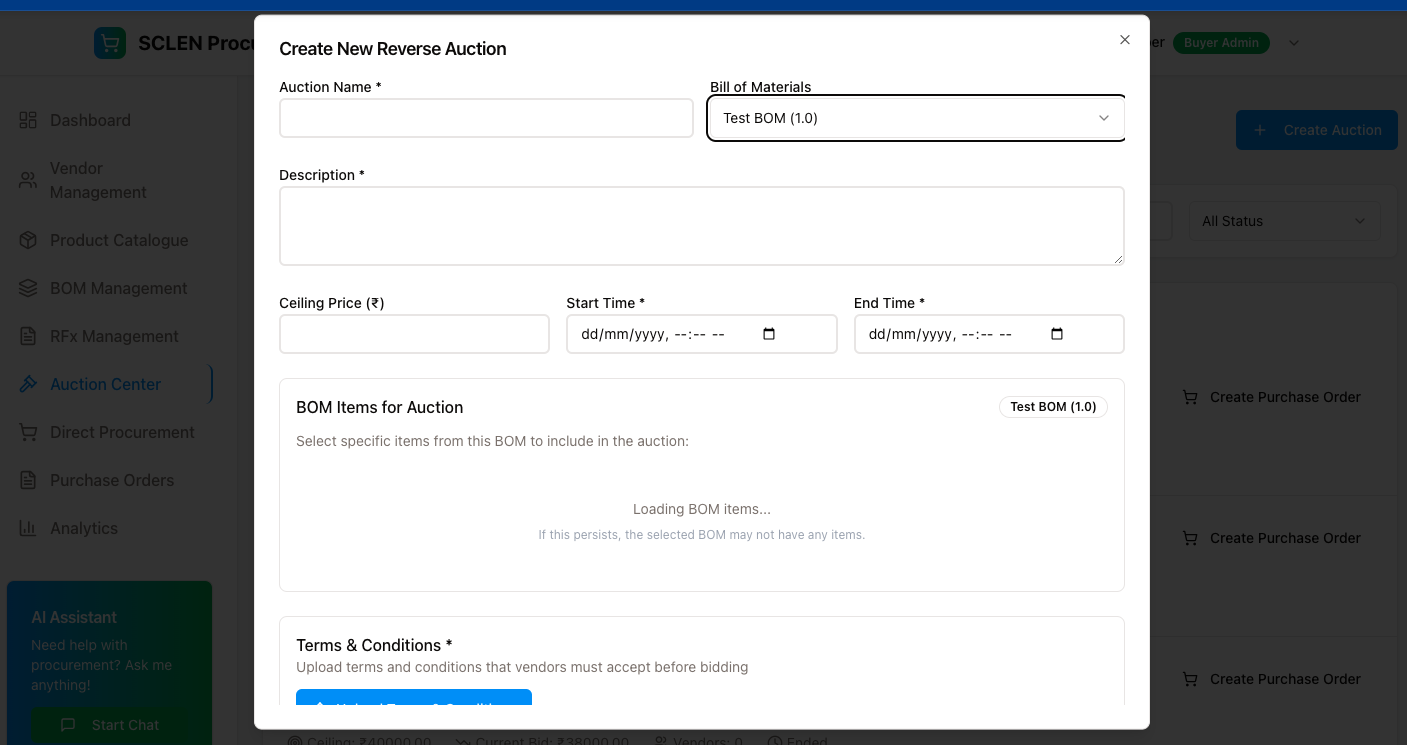 SCLEN Procu
Buyer Admin
Dashboard
Vendor
Management
Product Catalogue
BOM Management
RFx Management
Auction Center
Direct Procurement
Purchase Orders
Analytics
AI Assistant
Need help with
procurement? Ask me
anything!
Start Chat
Create New Reverse Auction
Auction Name *
Bill of Materials
Test BOM (1.0)
Description *
Ceiling Price (₹)
Start Time *
End Time *
dd/mm/yyyy, --:-- --
dd/mm/yyyy, --:-- --
BOM Items for Auction
Test BOM (1.0)
Select specific items from this BOM to include in the auction:
Loading BOM items...
If this persists, the selected BOM may not have any items.
Terms & Conditions *
Upload terms and conditions that vendors must accept before bidding
Upload Terms & Conditions
Create Auction
All Status
Create Purchase Order
Create Purchase Order
Create Purchase Order
Ceiling: ₹40000.00
Current Bid: ₹38000.00
Vendors: 0
Ended